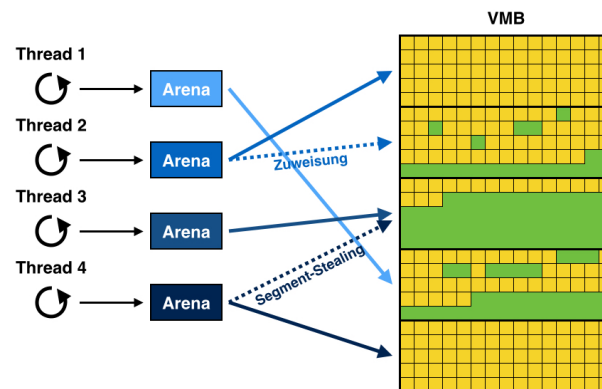 VMB
Thread 1
Arena
Thread 2
Arena
Zuweisung
Thread 3
Arena
Segment-Stealing
Thread 4
Arena